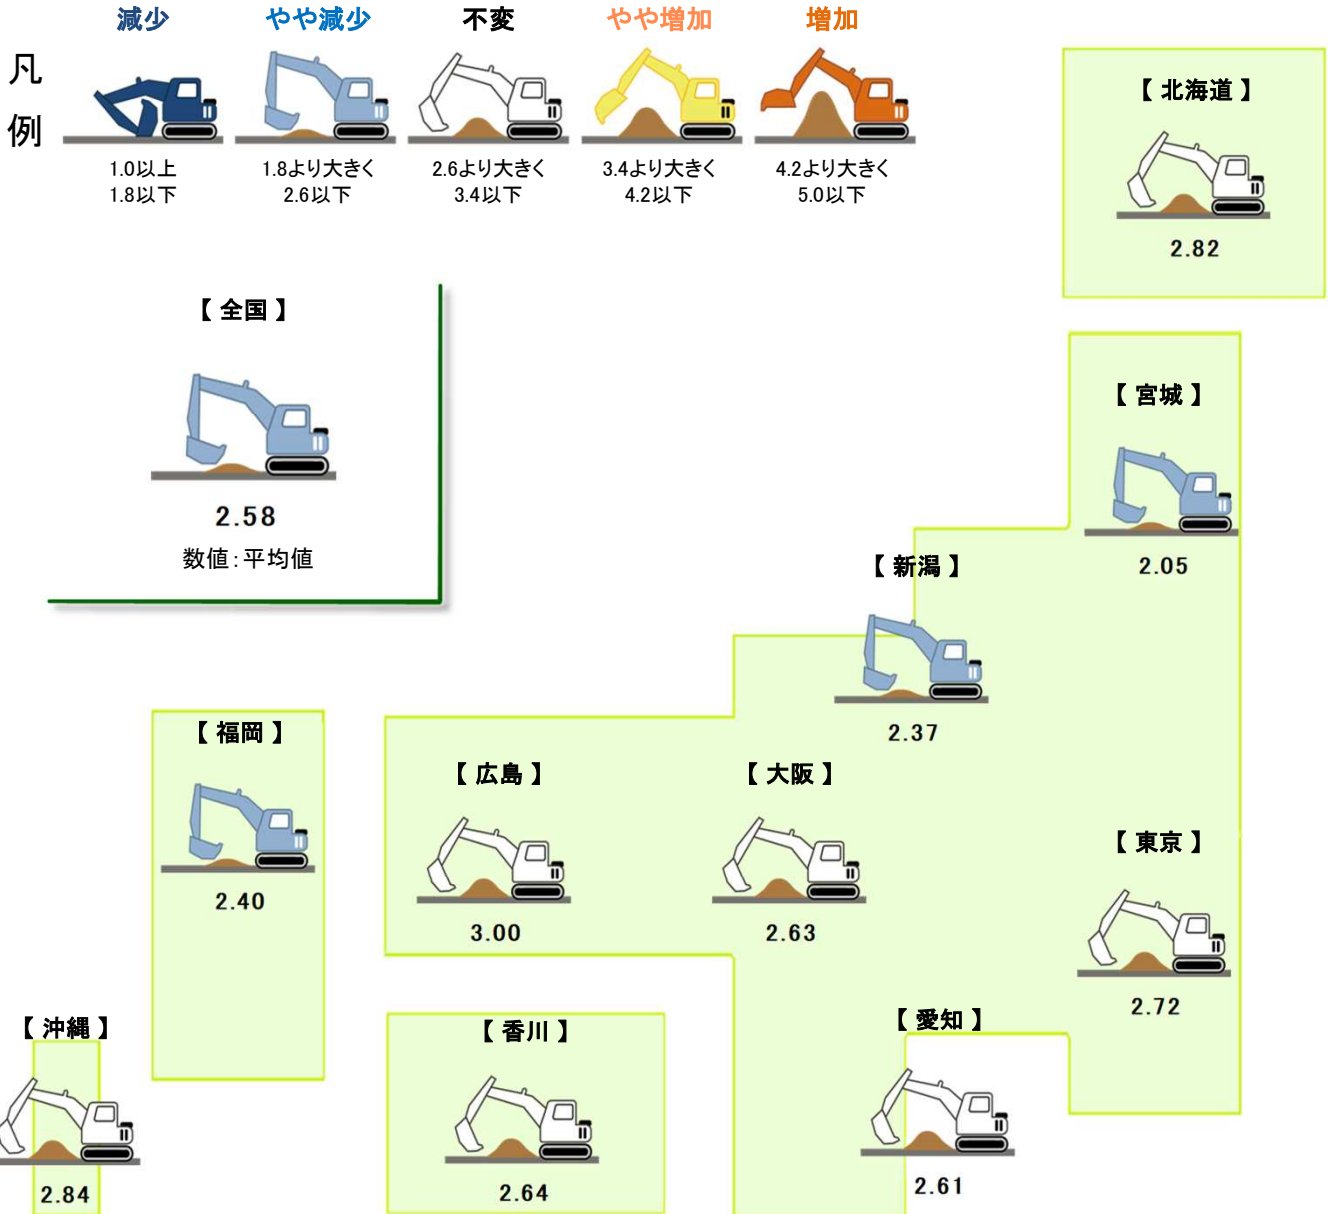 減少 やや減少 不変 やや増加 増加
凡
例
1.0以上 1.8より大きく 2.6より大きく 3.4より大きく 4.2より大きく
1.8以下 2.6以下 3.4以下 4.2以下 5.0以下
【 北海道 】
2.82
【 全国 】
2.58
数値：平均値
【 宮城 】
2.05
【 新潟 】
2.37
【 福岡 】
2.40
【 広島 】
3.00
【 大阪 】
2.63
【 東京 】
2.72
【 沖縄 】
2.84
【 香川 】
2.64
【 愛知 】
2.61